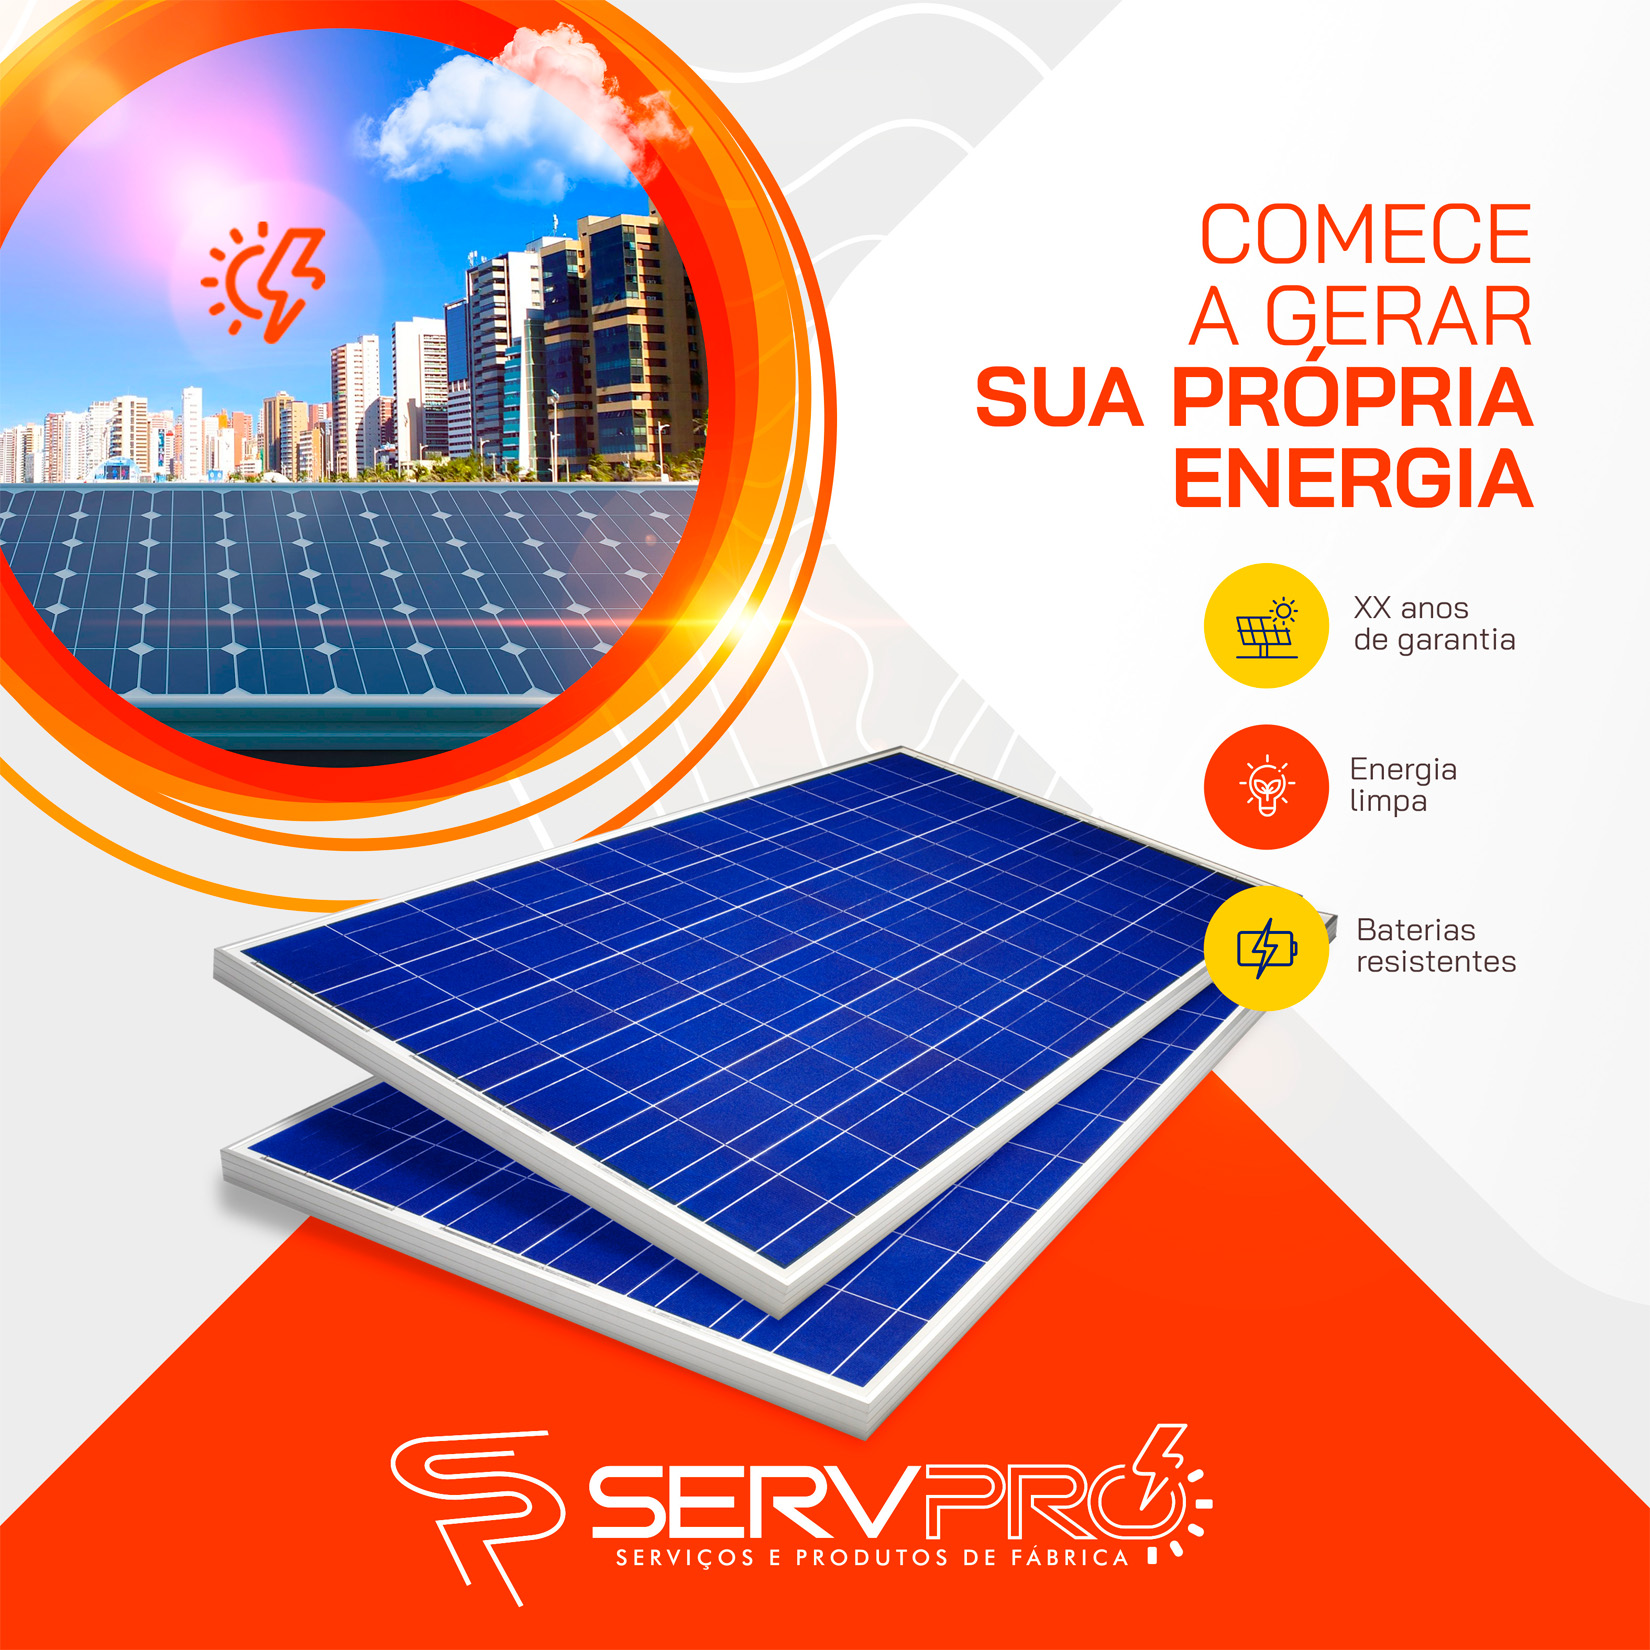 COMECE
A GERAR
SUA PRÓPRIA
ENERGIA
XX anos
de garantia
Energia
limpa
Baterias
resistentes
SERVPRO
SERVIÇOS E PRODUTOS DE FÁBRICA